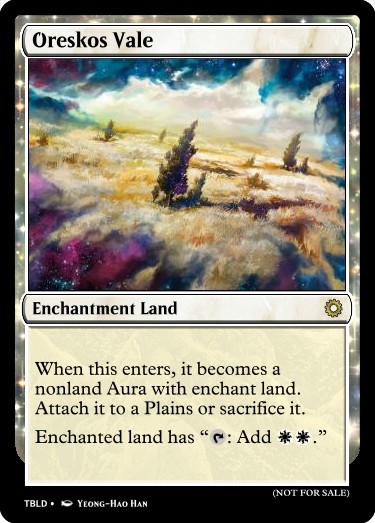 Oreskos Vale
Enchantment Land
When this enters, it becomes a
nonland Aura with enchant land.
Attach it to a Plains or sacrifice it.
Enchanted land has “: Add .”
(NOT FOR SALE)
TBLD • Yeong-Hao Han